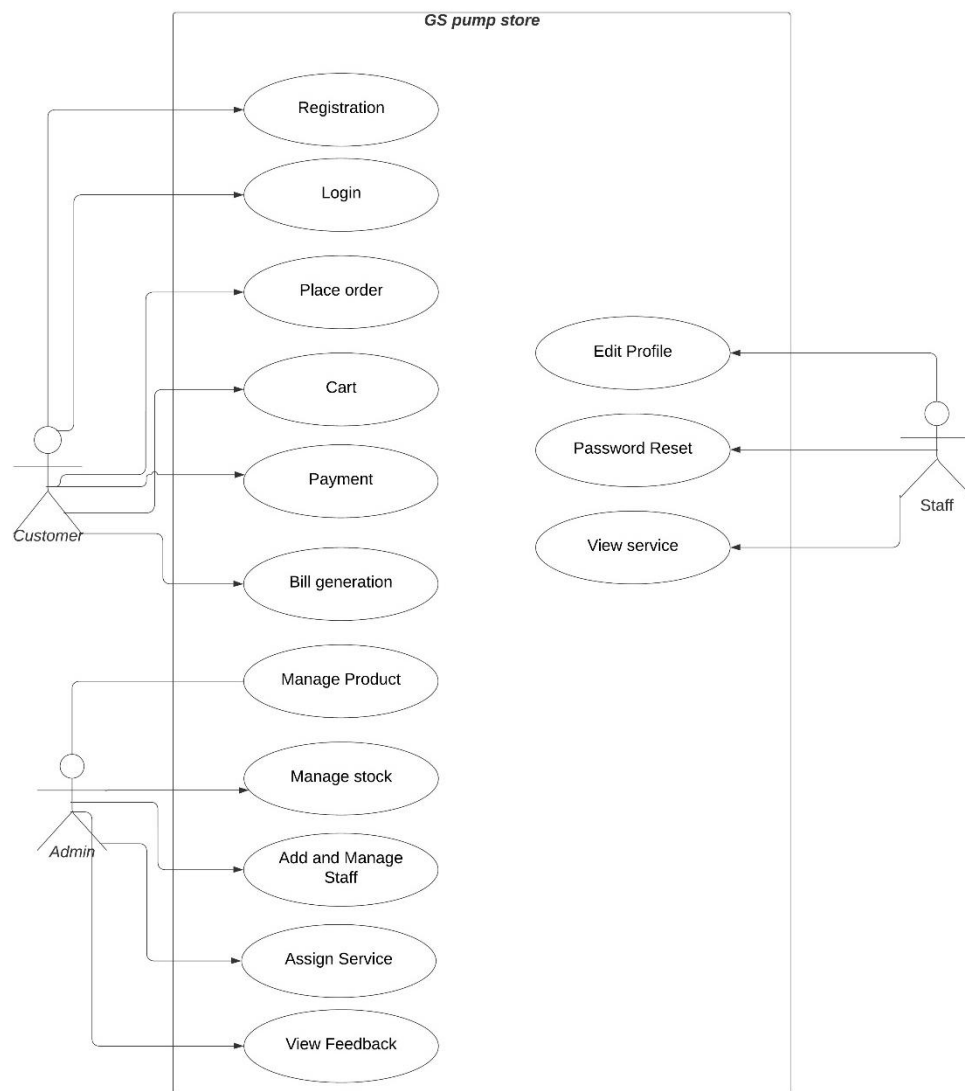 GS pump store
Registration
Login
Place order
Cart
Payment
Bill generation
Customer
Manage Product
Manage stock
Add and Manage
Staff
Assign Service
View Feedback
Admin
Edit Profile
Password Reset
View service
Staff